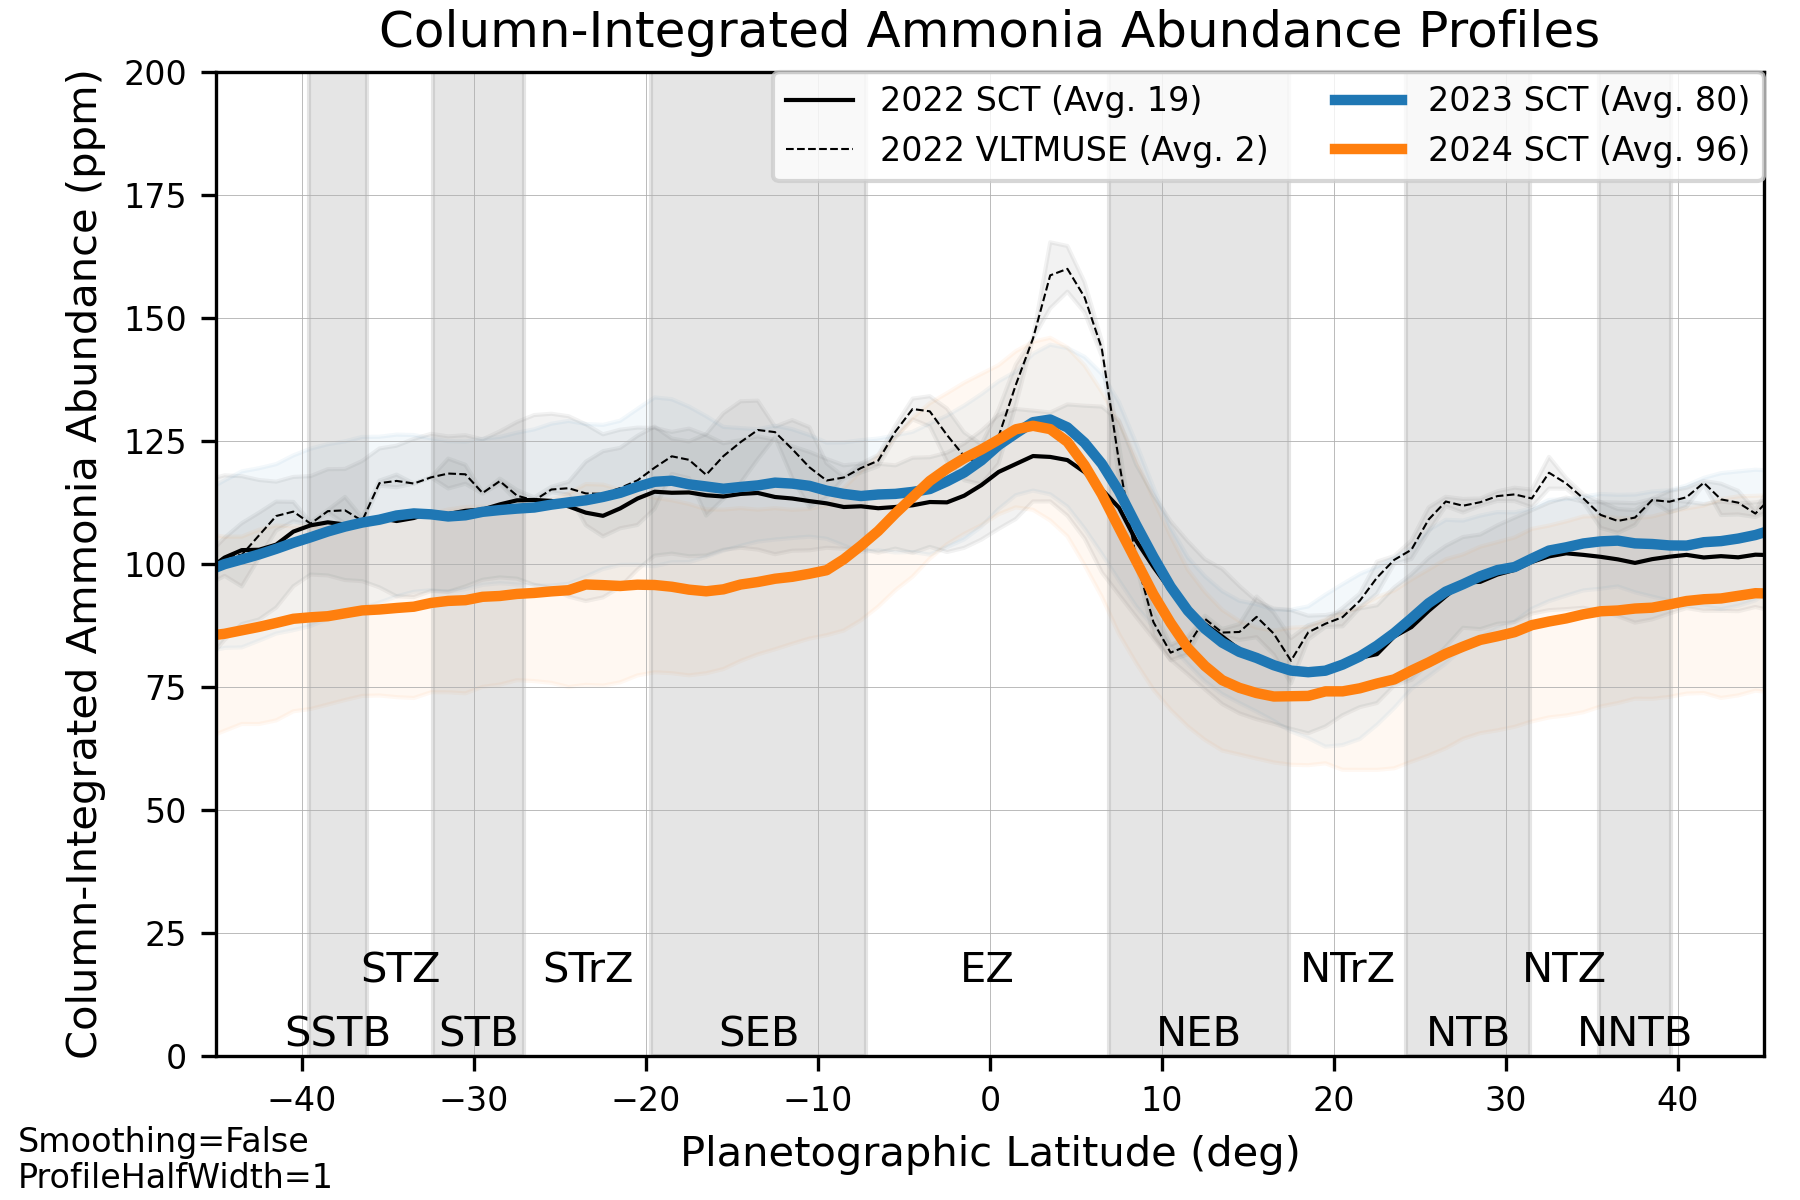 Column-Integrated Ammonia Abundance Profiles
Column-Integrated Ammonia Abundance (ppm)
200
175
150
125
100
75
50
25
0
2022 SCT (Avg. 19)
2022 VLTMUSE (Avg. 2)
2023 SCT (Avg. 80)
2024 SCT (Avg. 96)
STZ STrZ EZ NTrZ NTZ
SSTB STB SEB NEB NTB NNTB
−40 −30 −20 −10 0 10 20 30 40
Planetographic Latitude (deg)
Smoothing=False
ProfileHalfWidth=1